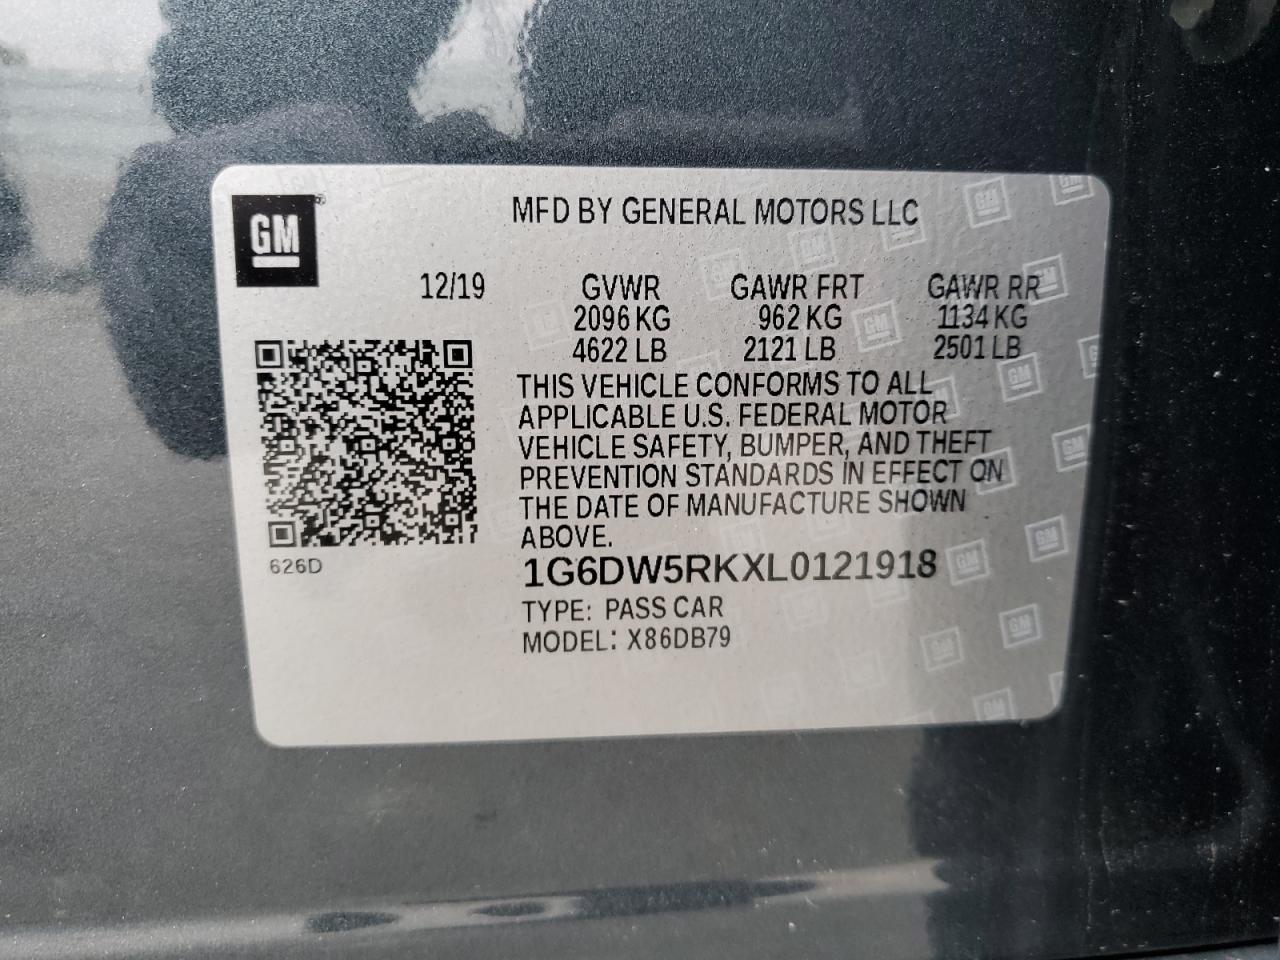 GM
MFD BY GENERAL MOTORS LLC
12/19 GVWR GAWR FRT GAWR RR
2096 KG 962 KG 1134 KG
4622 LB 2121 LB 2501 LB
THIS VEHICLE CONFORMS TO ALL
APPLICABLE U.S. FEDERAL MOTOR
VEHICLE SAFETY, BUMPER, AND THEFT
PREVENTION STANDARDS IN EFFECT ON
THE DATE OF MANUFACTURE SHOWN
ABOVE.
626D
1G6DW5RKXL0121918
TYPE: PASS CAR
MODEL: X86DB79